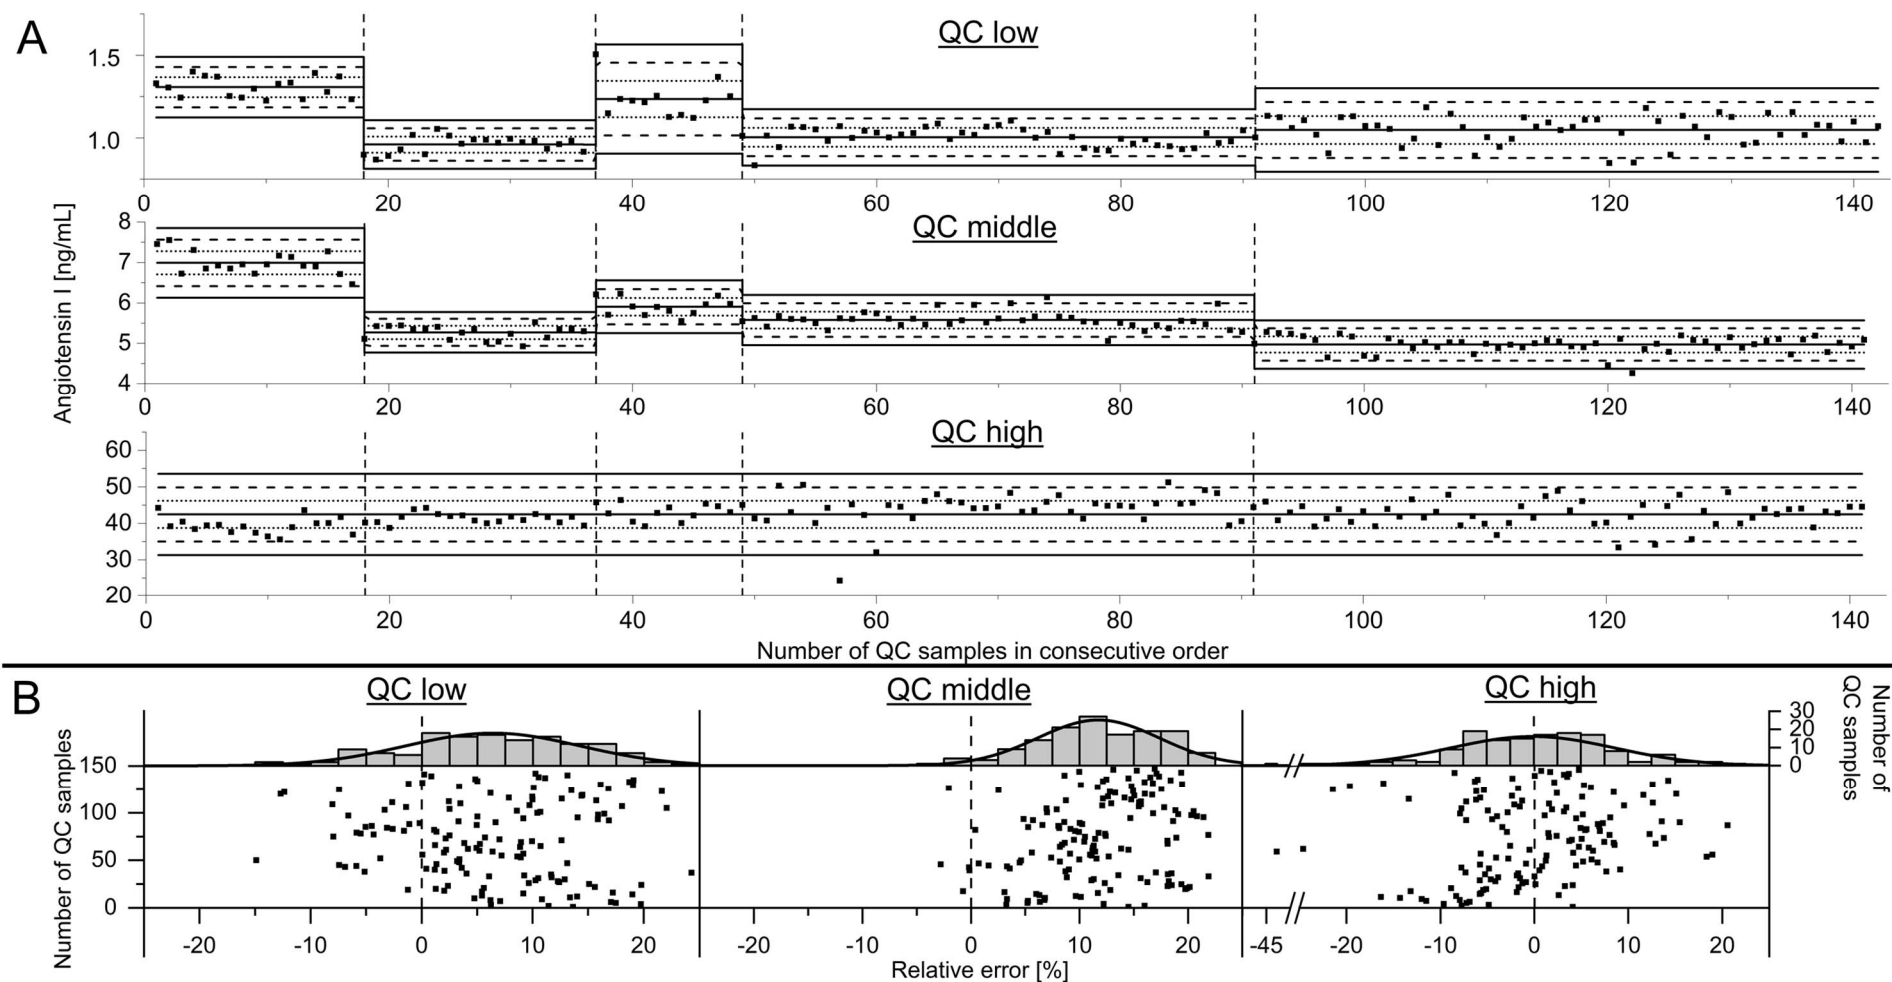 A
QC low
1.5
1.0
0 20 40 60 80 100 120 140
QC middle
8
7
6
5
4
0 20 40 60 80 100 120 140
Angiotensin I [ng/mL]
QC high
60
50
40
30
20
0 20 40 60 80 100 120 140
Number of QC samples in consecutive order
B
QC low QC middle QC high
Number of
QC samples
30
20
10
0
Number of QC samples
150
100
50
0
-20 -10 0 10 20 -20 -10 0 10 20 -45 -20 -10 0 10 20
Relative error [%]